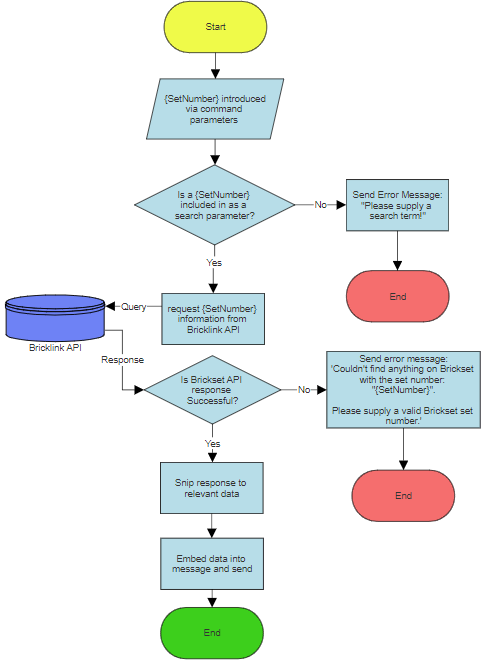 Start
{SetNumber} introduced
via command
parameters
Is a {SetNumber}
included in as a
search parameter?
No
Send Error Message:
"Please supply a
search term!"
Yes
End
Query
request {SetNumber}
information from
Bricklink API
Bricklink API
Response
Is Brickset API
response
Successful?
No
Send error message:
'Couldn't find anything on Brickset
with the set number:
"{SetNumber}".
Please supply a valid Brickset set
number.'
Yes
End
Snip response to
relevant data
Embed data into
message and send
End